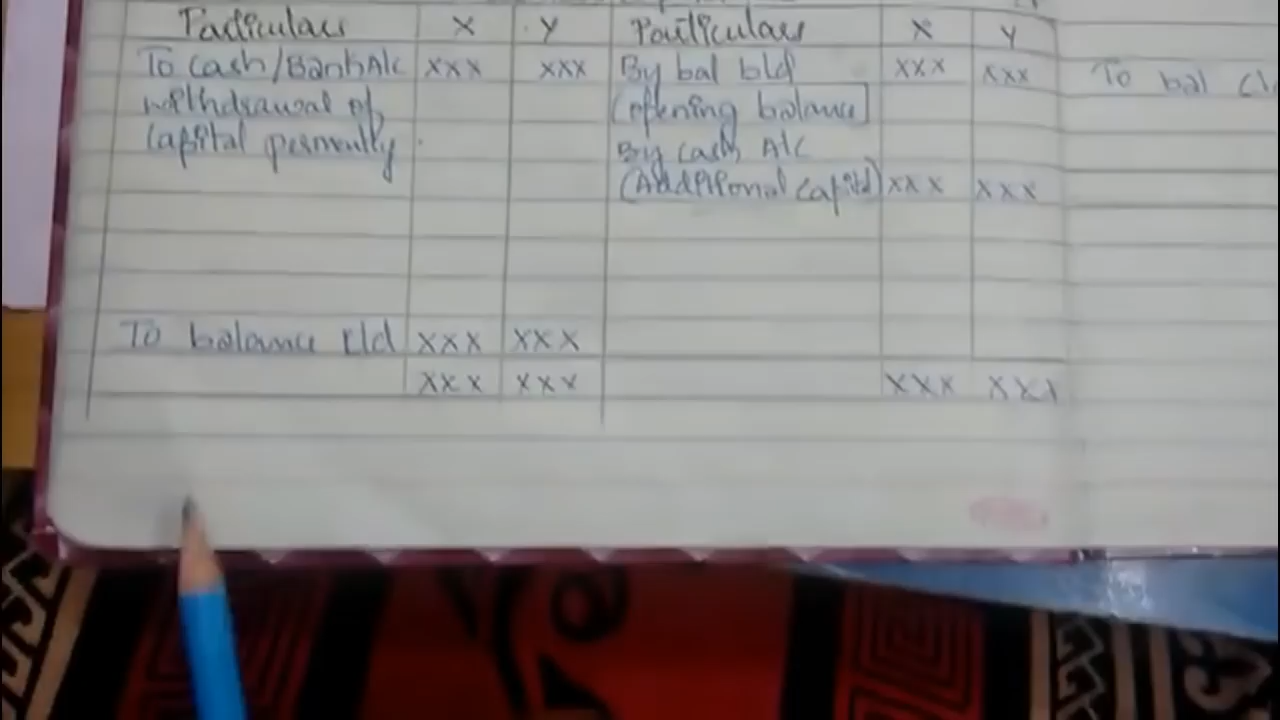 Particulars X Y Particulars X Y
To Cash/Bank A/c xxx xxx By bal b/d xxx xxx To bal
withdrawal of [opening balance]
capital permently By cash A/c
(Additional capital) xxx xxx
To balance c/d xxx xxx
xxx xxx xxx xxx